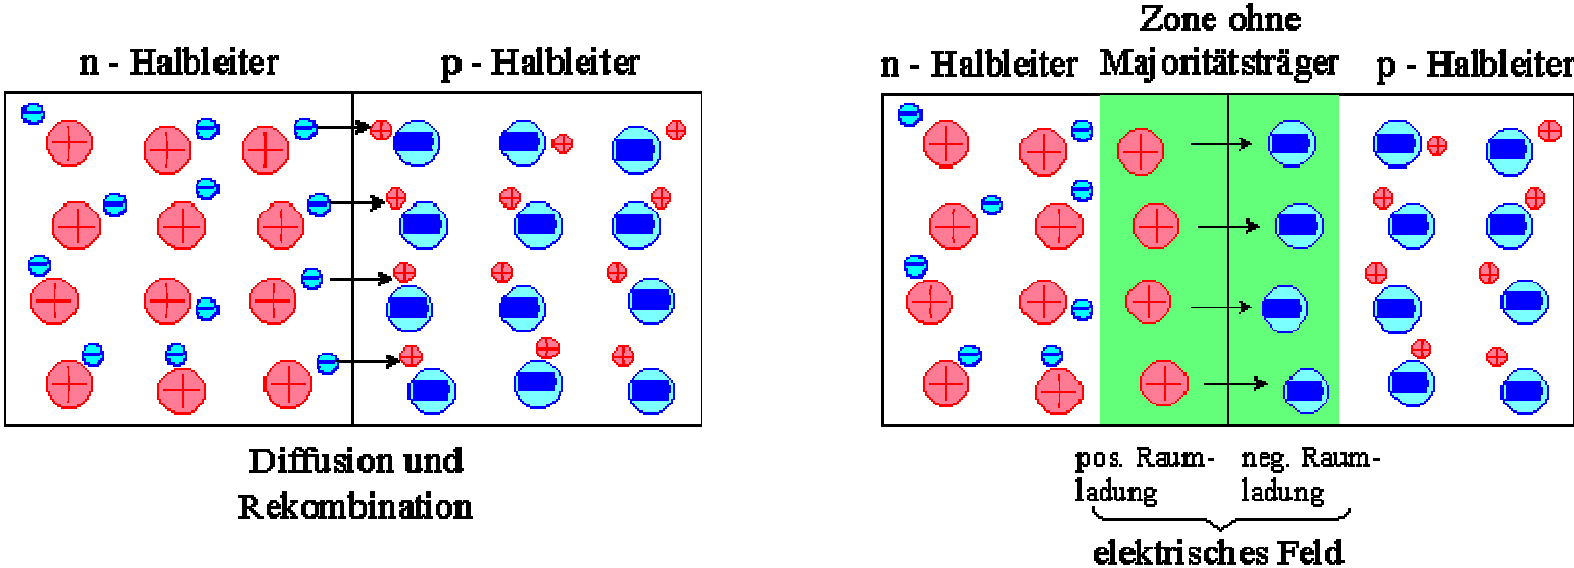 n - Halbleiter
p - Halbleiter
Diffusion und
Rekombination
Zone ohne
Majoritätsträger
n - Halbleiter
p - Halbleiter
pos. Raum-
ladung
neg. Raum-
ladung
elektrisches Feld